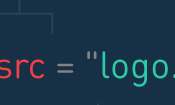 src = "logo.